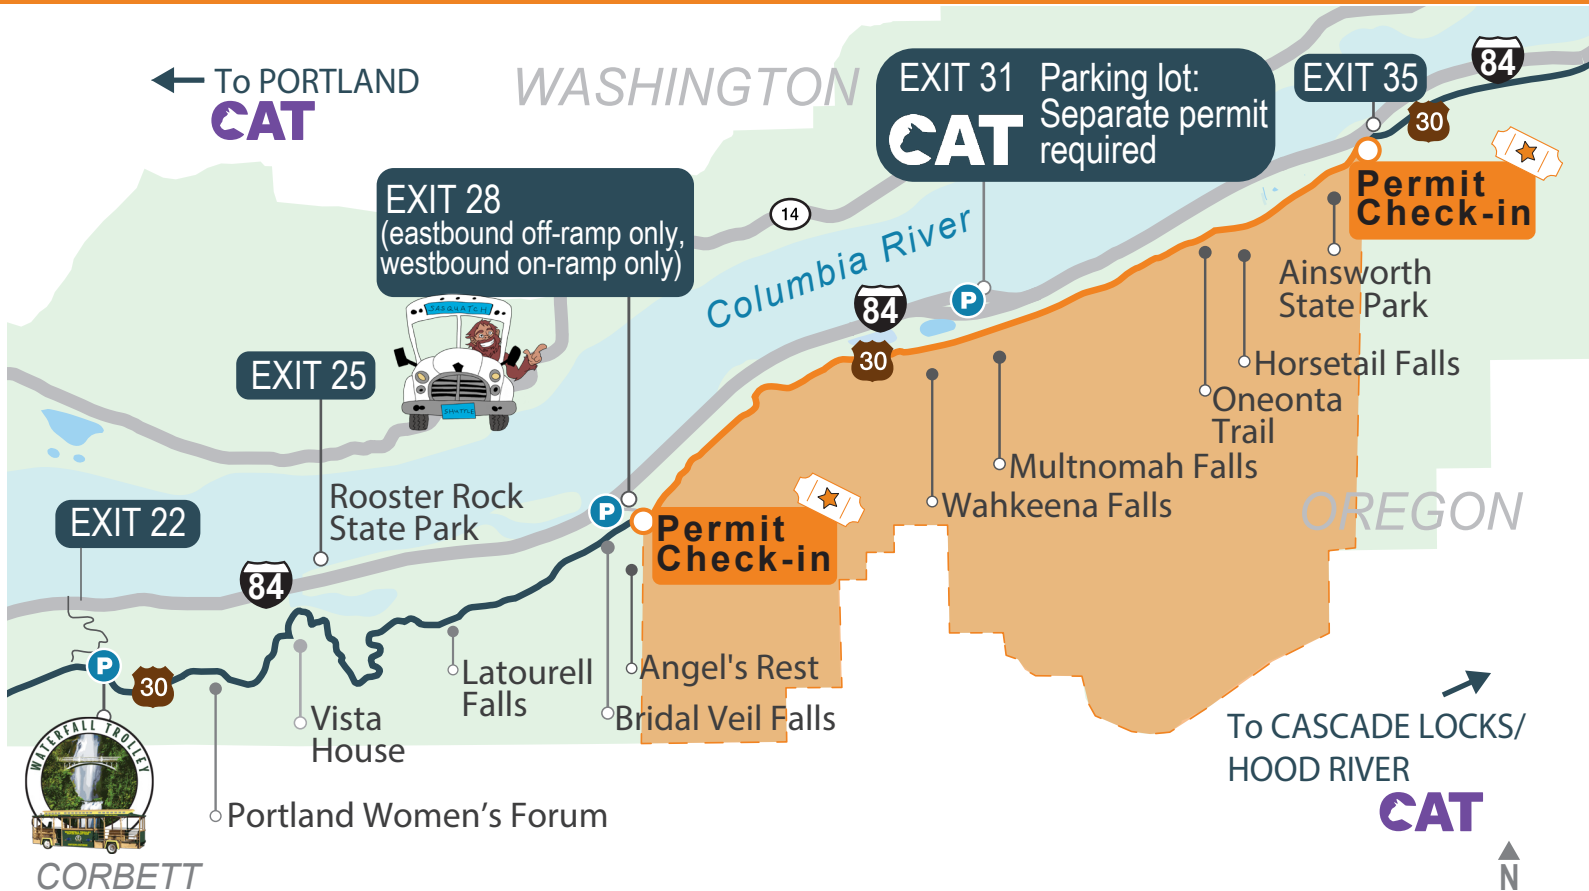 To PORTLAND
CAT
WASHINGTON
EXIT 31
CAT
Parking lot:
Separate permit
required
EXIT 35
84
30
Permit
Check-in
EXIT 28
(eastbound off-ramp only,
westbound on-ramp only)
14
Columbia River
SASQUATCH
SHUTTLE
84
30
P
Ainsworth
State Park
Horsetail Falls
Oneonta
Trail
Multnomah Falls
Wahkeena Falls
OREGON
EXIT 25
Rooster Rock
State Park
P
Permit
Check-in
EXIT 22
84
P
30
Latourell
Falls
Angel's Rest
Bridal Veil Falls
Vista
House
Portland Women’s Forum
WATERFALL TROLLEY
CORBETT
To CASCADE LOCKS/
HOOD RIVER
CAT
N